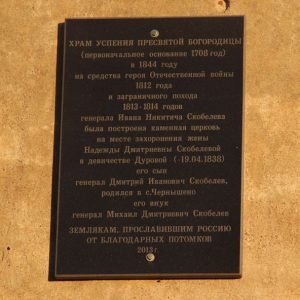 ХРАМ УСПЕНИЯ ПРЕСВЯТОЙ БОГОРОДИЦЫ
(первоначальное основание 1708 год)
в 1844 году
на средства героя Отечественной войны
1812 года
и заграничного похода
1813-1814 годов
генерала Ивана Никитича Скобелева
была построена каменная церковь
на месте захоронения жены
Надежды Дмитриевны Скобелевой
в девичестве Дуровой (-19.04.1838)
его сын
генерал Дмитрий Иванович Скобелев,
родился в с.Чернышено
его внук
генерал Михаил Дмитриевич Скобелев
ЗЕМЛЯКАМ, ПРОСЛАВИВШИМ РОССИЮ
ОТ БЛАГОДАРНЫХ ПОТОМКОВ
2013г.